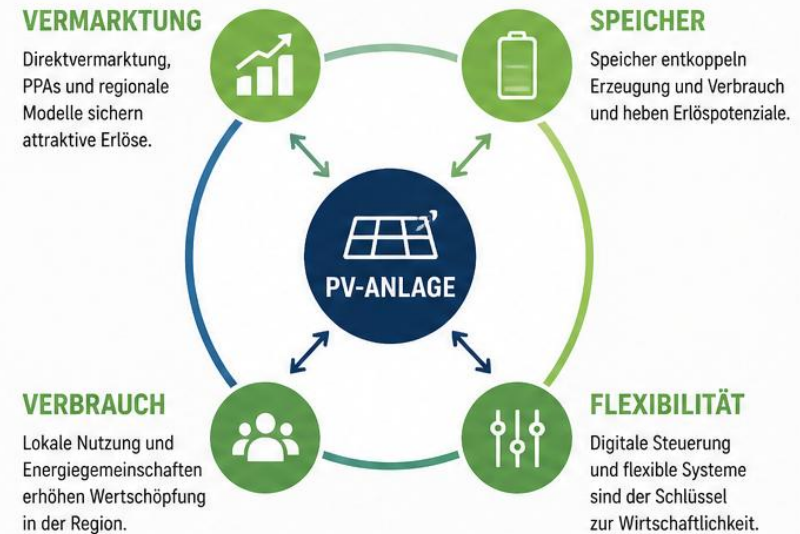 VERMARKTUNG
Direktvermarktung,
PPAs und regionale
Modelle sichern
attraktive Erlöse.
SPEICHER
Speicher entkoppeln
Erzeugung und Verbrauch
und heben Erlöspotenziale.
PV-ANLAGE
VERBRAUCH
Lokale Nutzung und
Energiegemeinschaften
erhöhen Wertschöpfung
in der Region.
FLEXIBILITÄT
Digitale Steuerung
und flexible Systeme
sind der Schlüssel
zur Wirtschaftlichkeit.